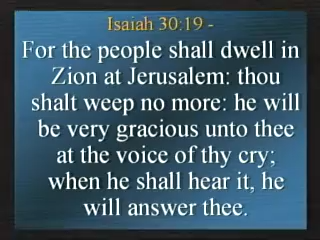 Isaiah 30:19 -
For the people shall dwell in
Zion at Jerusalem: thou
shalt weep no more: he will
be very gracious unto thee
at the voice of thy cry;
when he shall hear it, he
will answer thee.